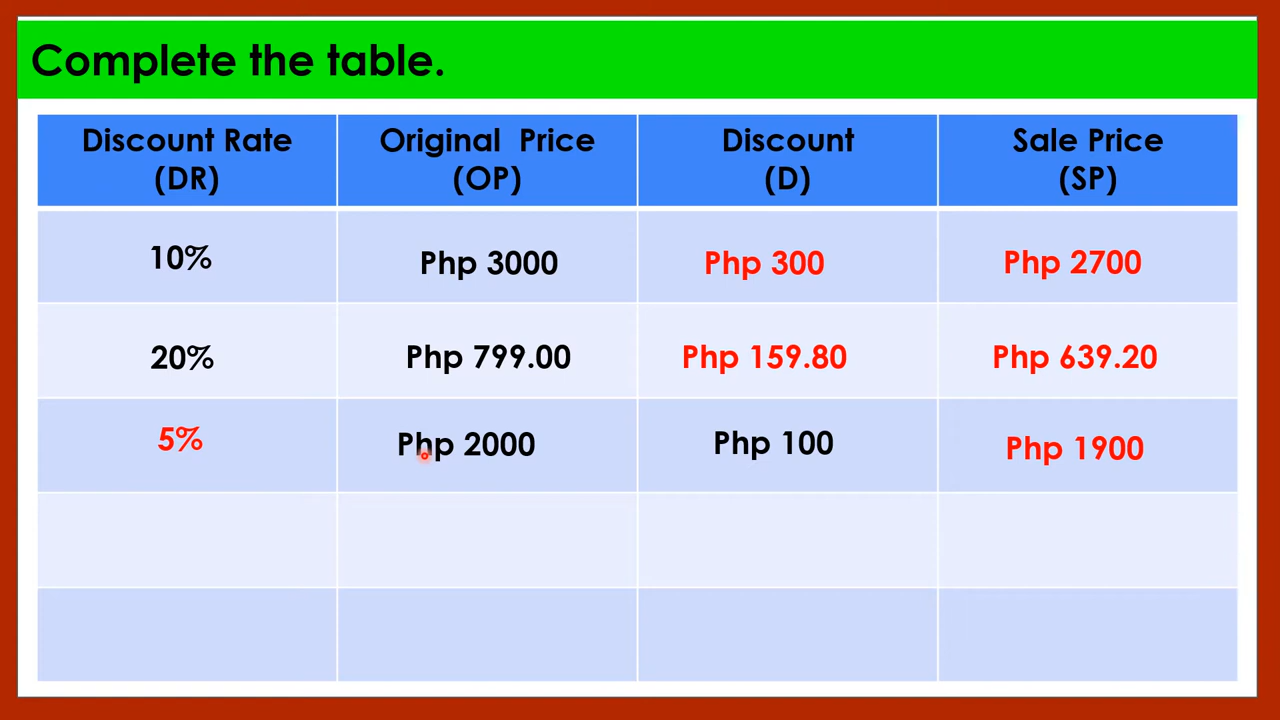 Complete the table.
Discount Rate (DR) Original Price (OP) Discount (D) Sale Price (SP)
10% Php 3000 Php 300 Php 2700
20% Php 799.00 Php 159.80 Php 639.20
5% Php 2000 Php 100 Php 1900